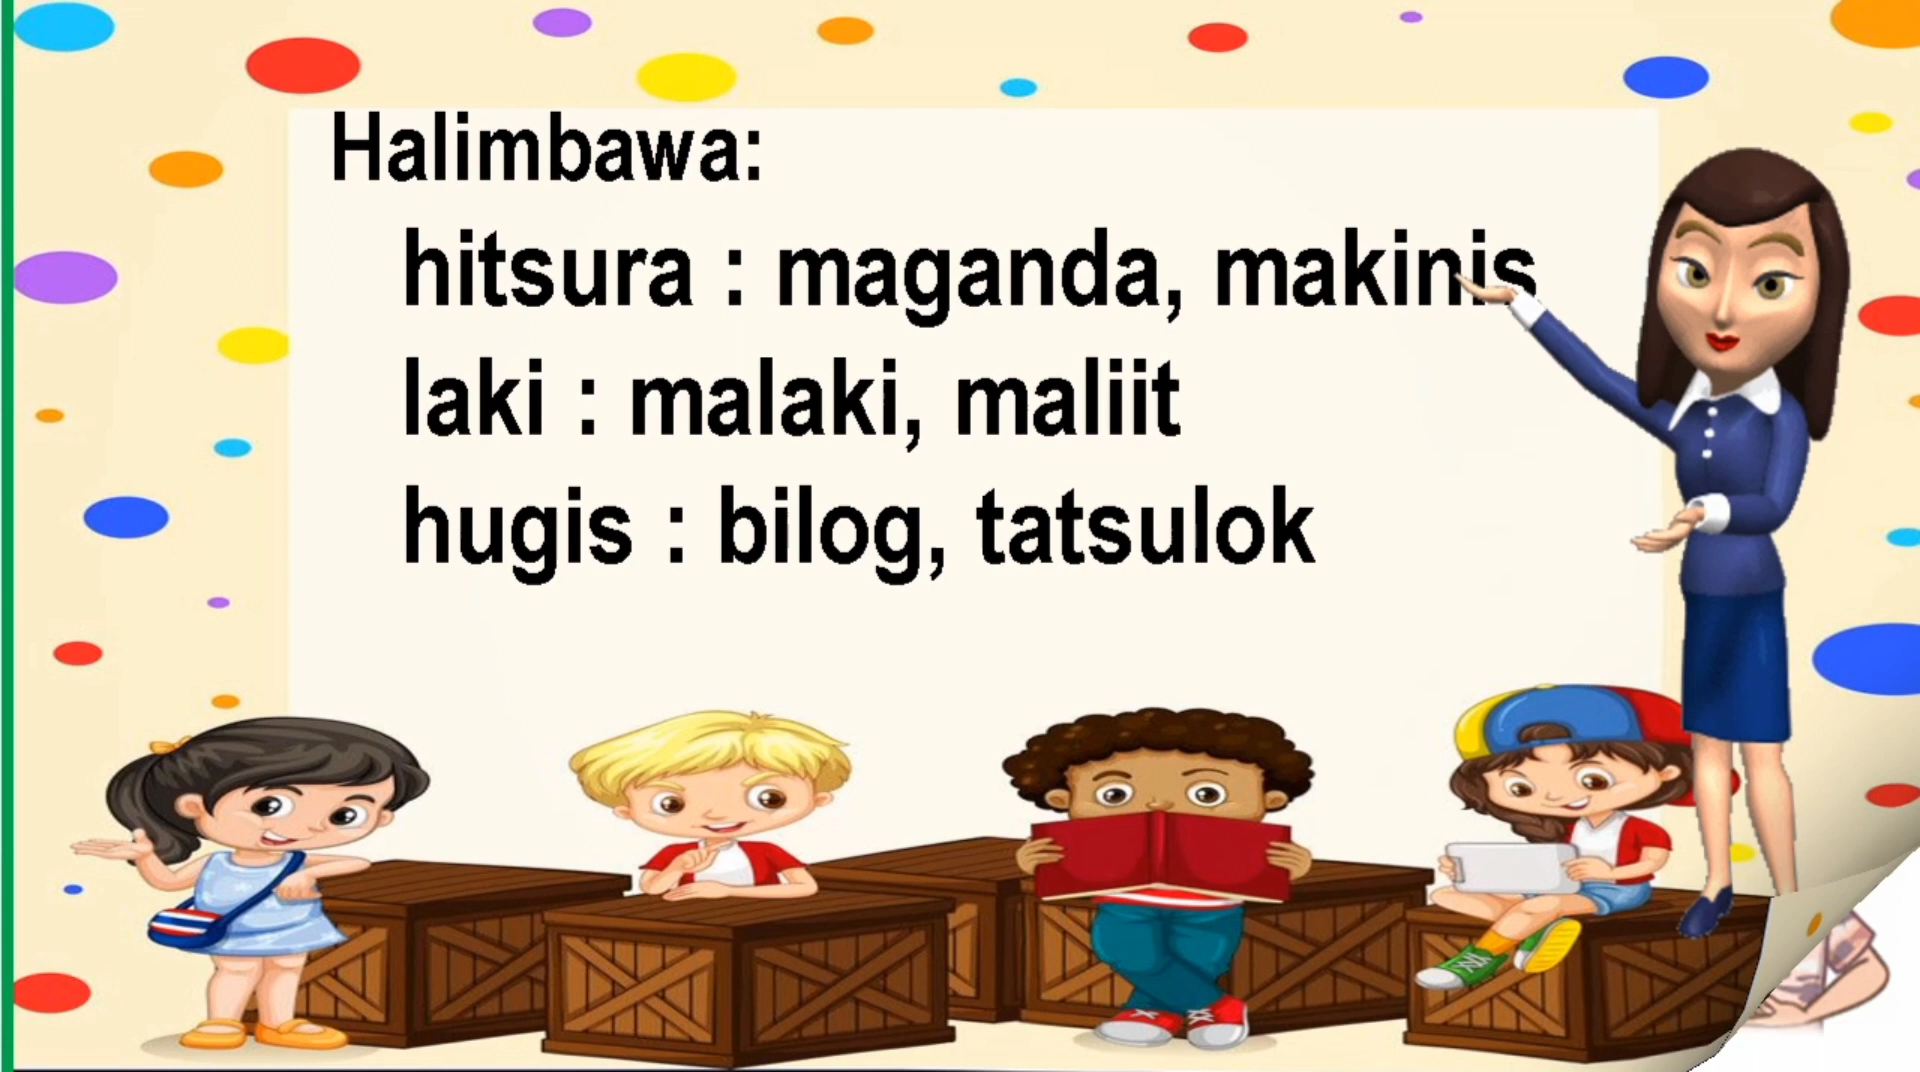 Halimbawa:
hitsura : maganda, makinis
laki : malaki, maliit
hugis : bilog, tatsulok